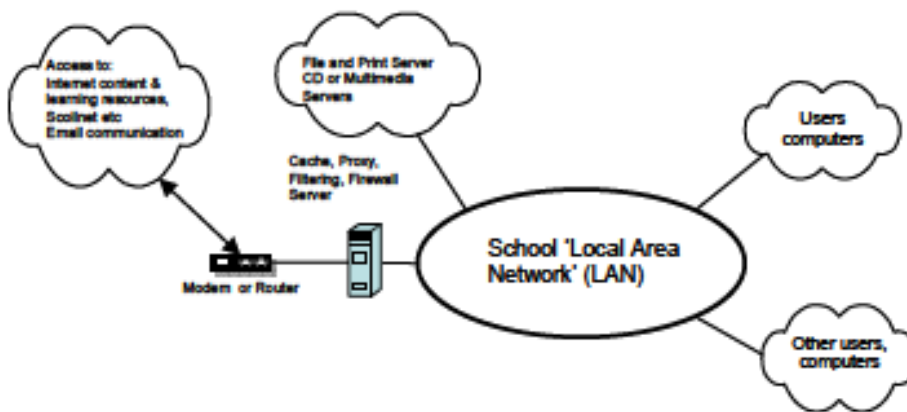 Access to:
Internet content &
learning resources,
Scoilnet etc
Email communication
File and Print Server
CD or Multimedia
Servers
Users
computers
Cache, Proxy,
Filtering, Firewall
Server
School 'Local Area
Network' (LAN)
Modem or Router
Other users,
computers